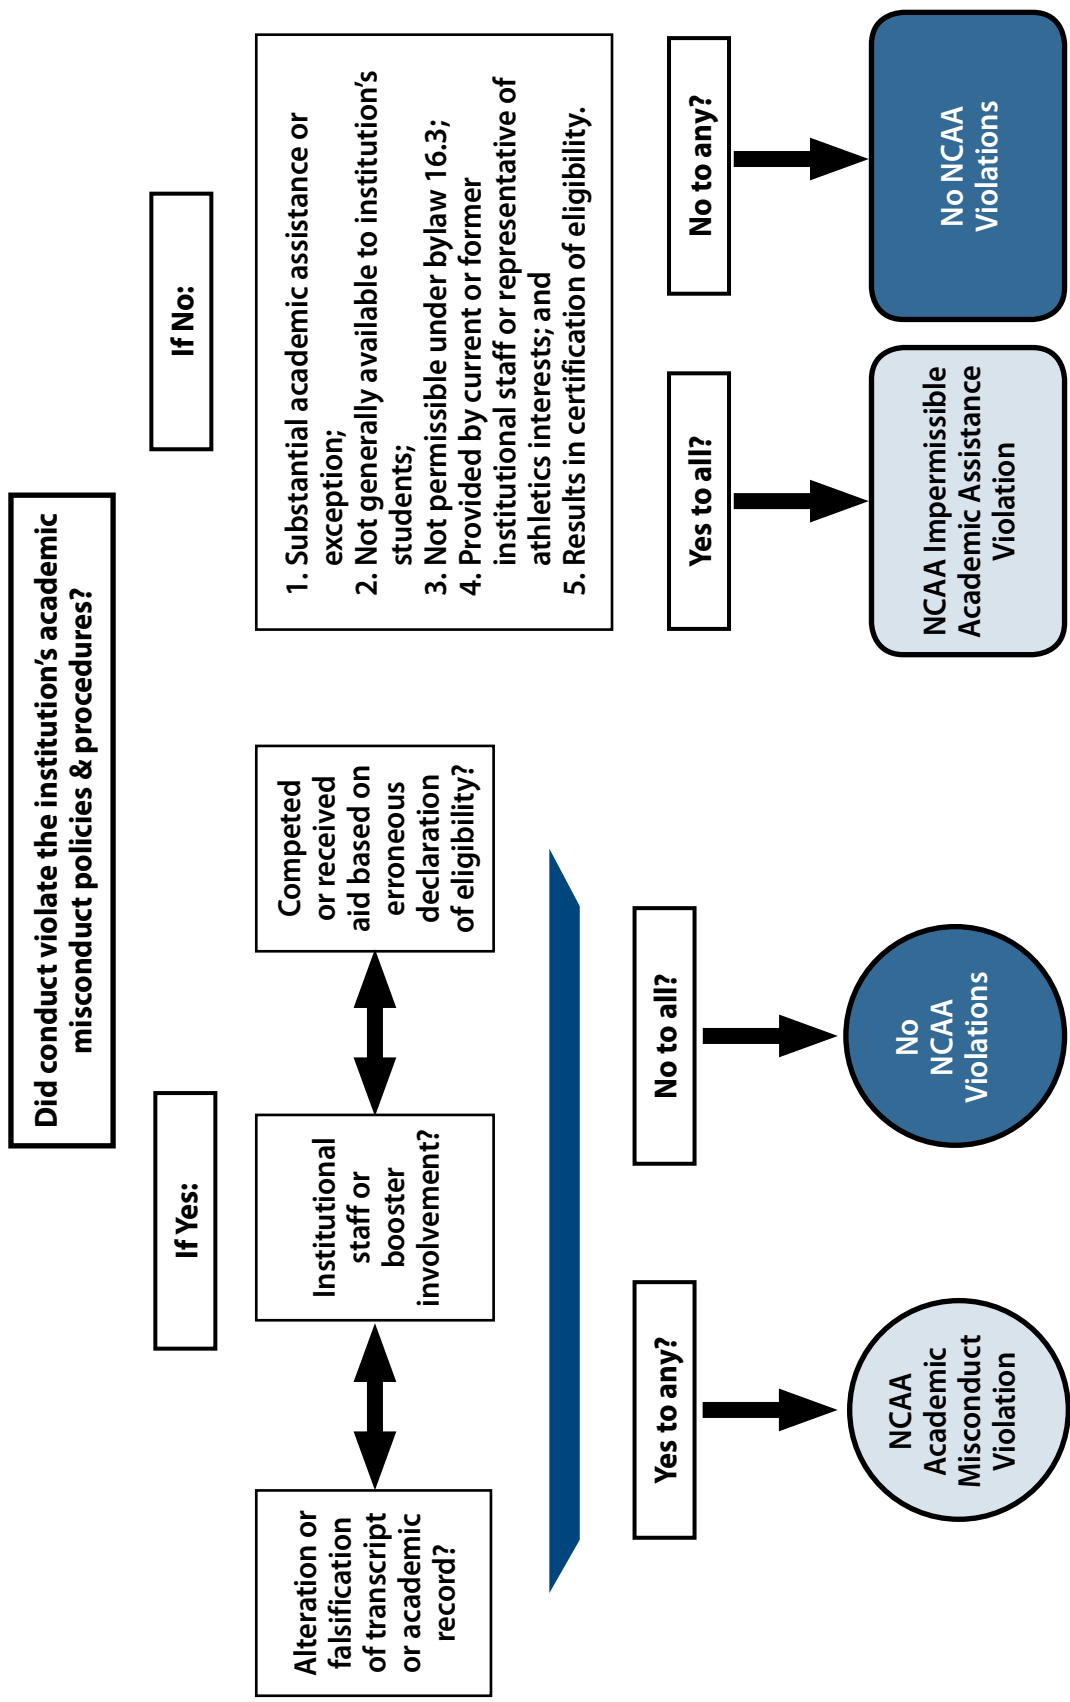 Did conduct violate the institution's academic
misconduct policies & procedures?
If Yes:
Alteration or
falsification
of transcript
or academic
record?
Institutional
staff or
booster
involvement?
Competed
or received
aid based on
erroneous
declaration
of eligibility?
Yes to any?
No to all?
NCAA
Academic
Misconduct
Violation
No
NCAA
Violations
If No:
1. Substantial academic assistance or
exception;
2. Not generally available to institution's
students;
3. Not permissible under bylaw 16.3;
4. Provided by current or former
institutional staff or representative of
athletics interests; and
5. Results in certification of eligibility.
Yes to all?
No to any?
NCAA Impermissible
Academic Assistance
Violation
No NCAA
Violations